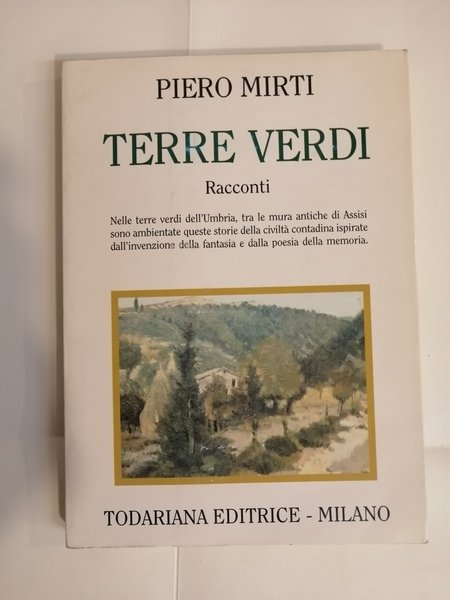 PIERO MIRTI
TERRE VERDI
Racconti
Nelle terre verdi dell'Umbria, tra le mura antiche di Assisi
sono ambientate queste storie della civiltà contadina ispirate
dall'invenzione della fantasia e dalla poesia della memoria.
TODARIANA EDITRICE - MILANO